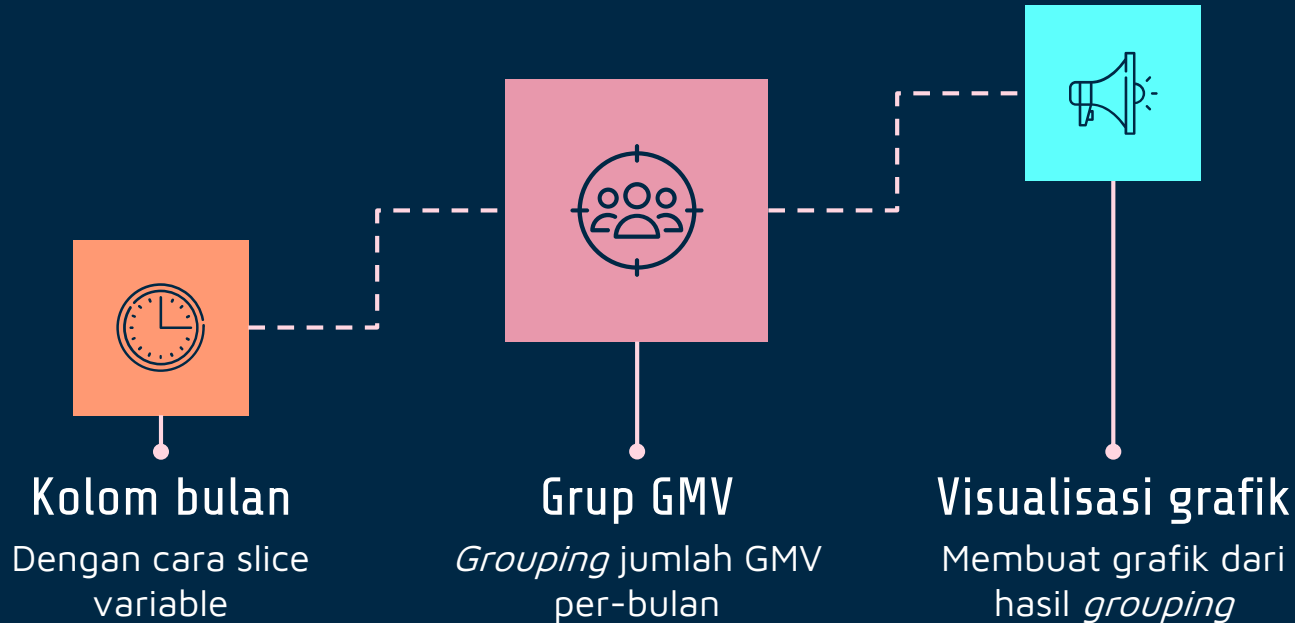 Kolom bulan
Dengan cara slice
variable
Grup GMV
Grouping jumlah GMV
per-bulan
Visualisasi grafik
Membuat grafik dari
hasil grouping